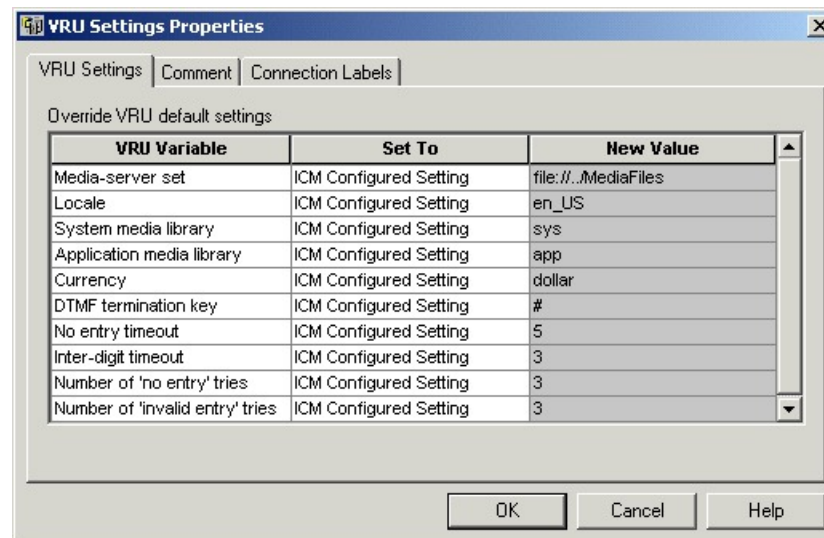 VRU Settings Properties
VRU Settings Comment Connection Labels
Override VRU default settings
VRU Variable Set To New Value
Media-server set ICM Configured Setting file://../MediaFiles
Locale ICM Configured Setting en_US
System media library ICM Configured Setting sys
Application media library ICM Configured Setting app
Currency ICM Configured Setting dollar
DTMF termination key ICM Configured Setting #
No entry timeout ICM Configured Setting 5
Inter-digit timeout ICM Configured Setting 3
Number of 'no entry' tries ICM Configured Setting 3
Number of 'invalid entry' tries ICM Configured Setting 3
OK Cancel Help